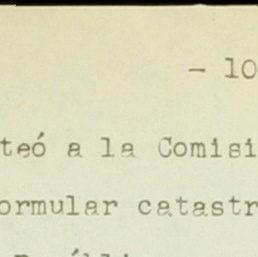 - 10
teó a la Comisi
ormular catastr